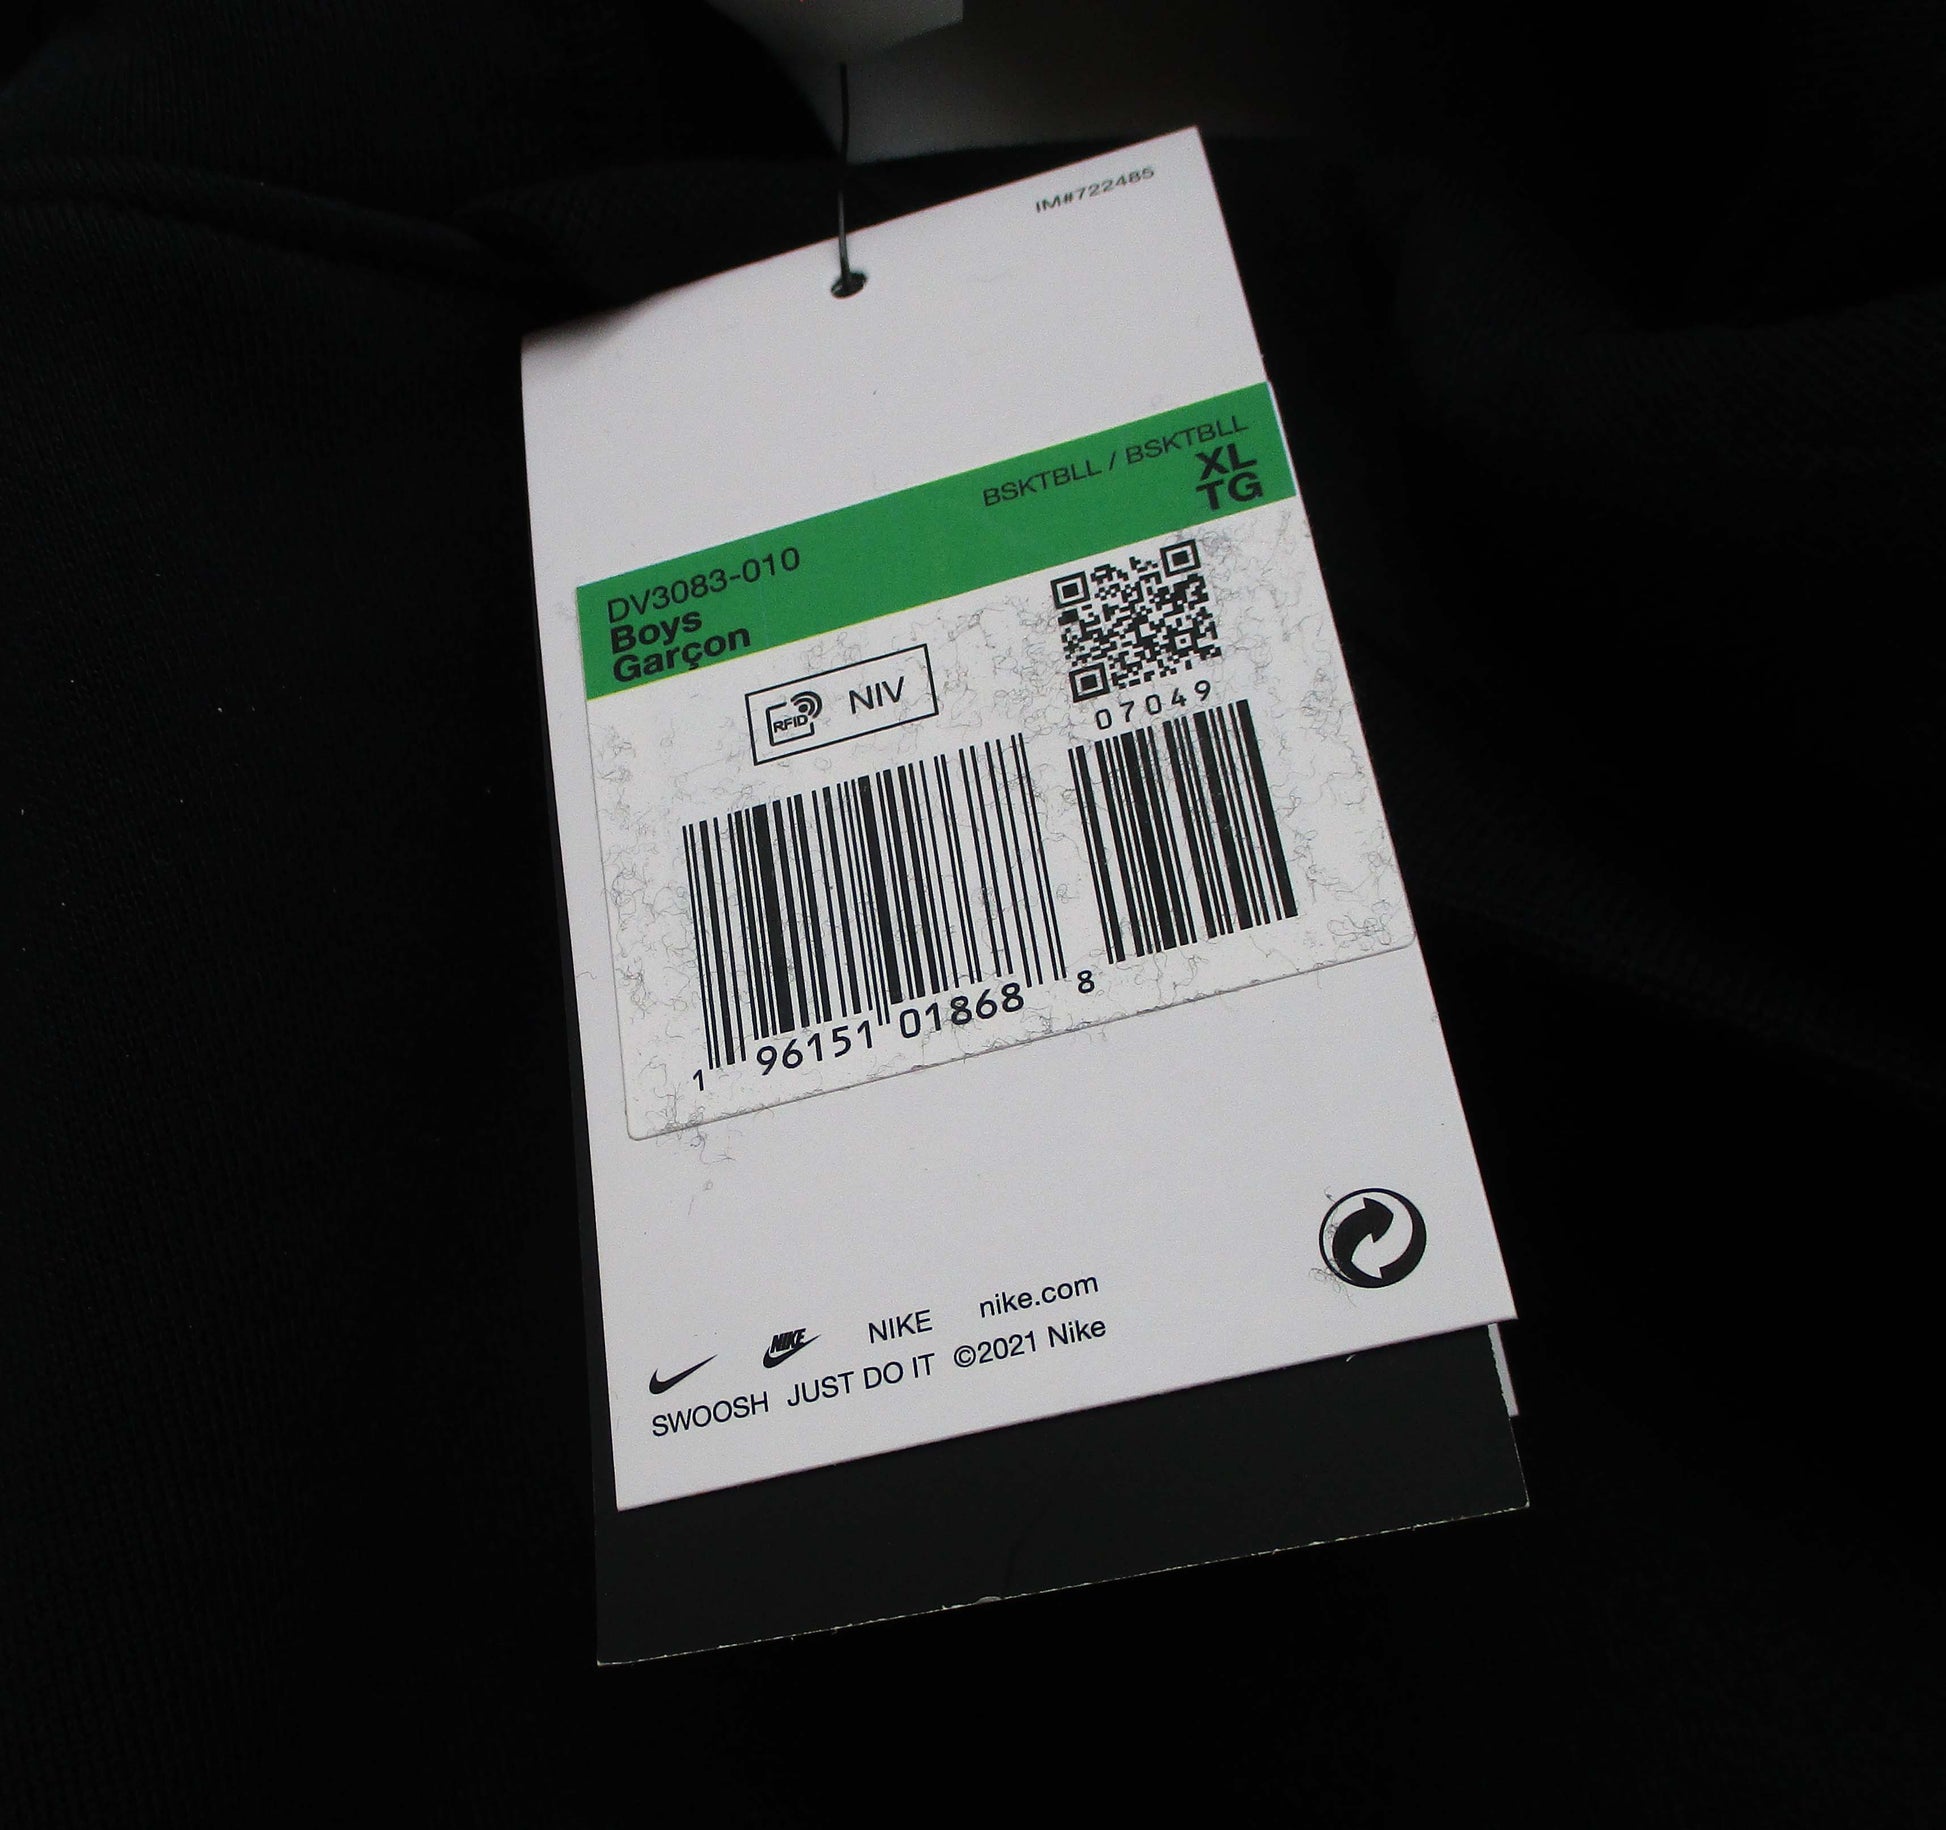 IM#722485
BSKTBLL / BSKTBLL
XL
TG
DV3083-010
Boys
Garçon
RFID NIV
07049
1 96151 01868 8
NIKE NIKE nike.com
SWOOSH JUST DO IT ©2021 Nike